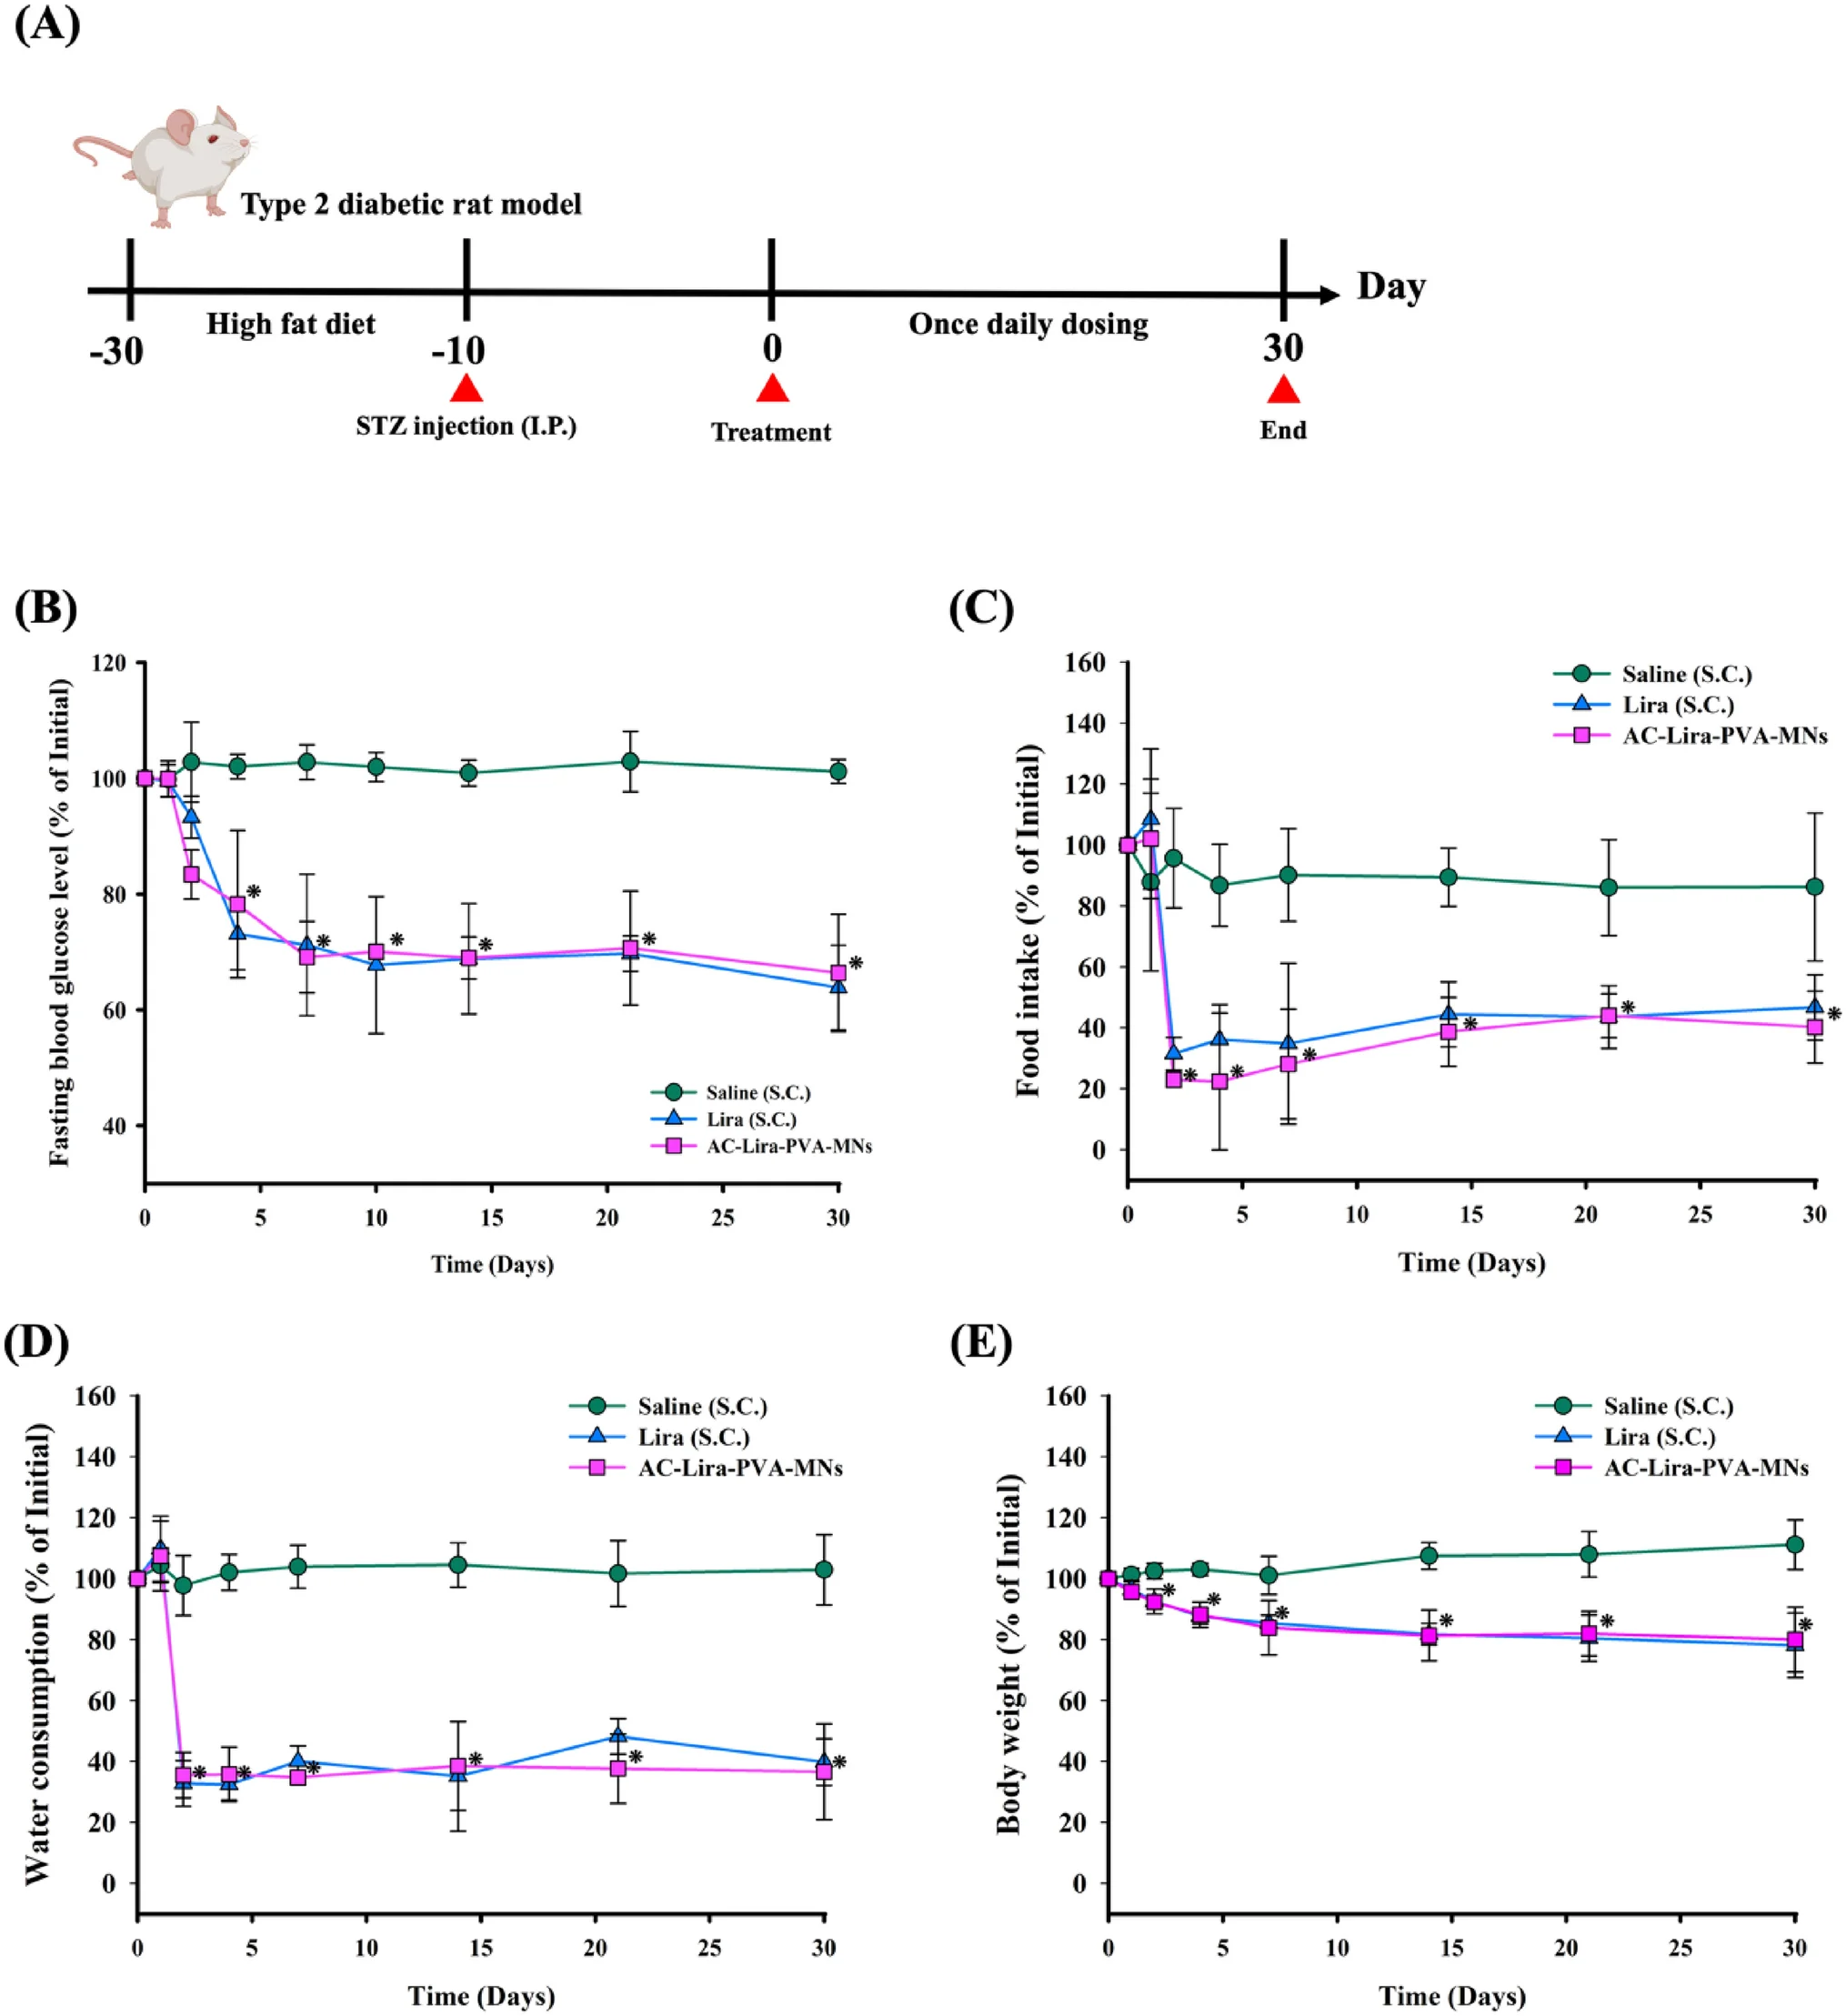 (A)
Type 2 diabetic rat model
Day
High fat diet
Once daily dosing
-30
-10
0
30
STZ injection (I.P.)
Treatment
End
(B)
Fasting blood glucose level (% of Initial)
120
100
80
60
40
Saline (S.C.)
Lira (S.C.)
AC-Lira-PVA-MNs
* * * * * *
0 5 10 15 20 25 30
Time (Days)
(C)
Food intake (% of Initial)
160
140
120
100
80
60
40
20
0
Saline (S.C.)
Lira (S.C.)
AC-Lira-PVA-MNs
* * * * * *
0 5 10 15 20 25 30
Time (Days)
(D)
Water consumption (% of Initial)
160
140
120
100
80
60
40
20
0
Saline (S.C.)
Lira (S.C.)
AC-Lira-PVA-MNs
* * * * * *
0 5 10 15 20 25 30
Time (Days)
(E)
Body weight (% of Initial)
160
140
120
100
80
60
40
20
0
Saline (S.C.)
Lira (S.C.)
AC-Lira-PVA-MNs
* * * * * *
0 5 10 15 20 25 30
Time (Days)